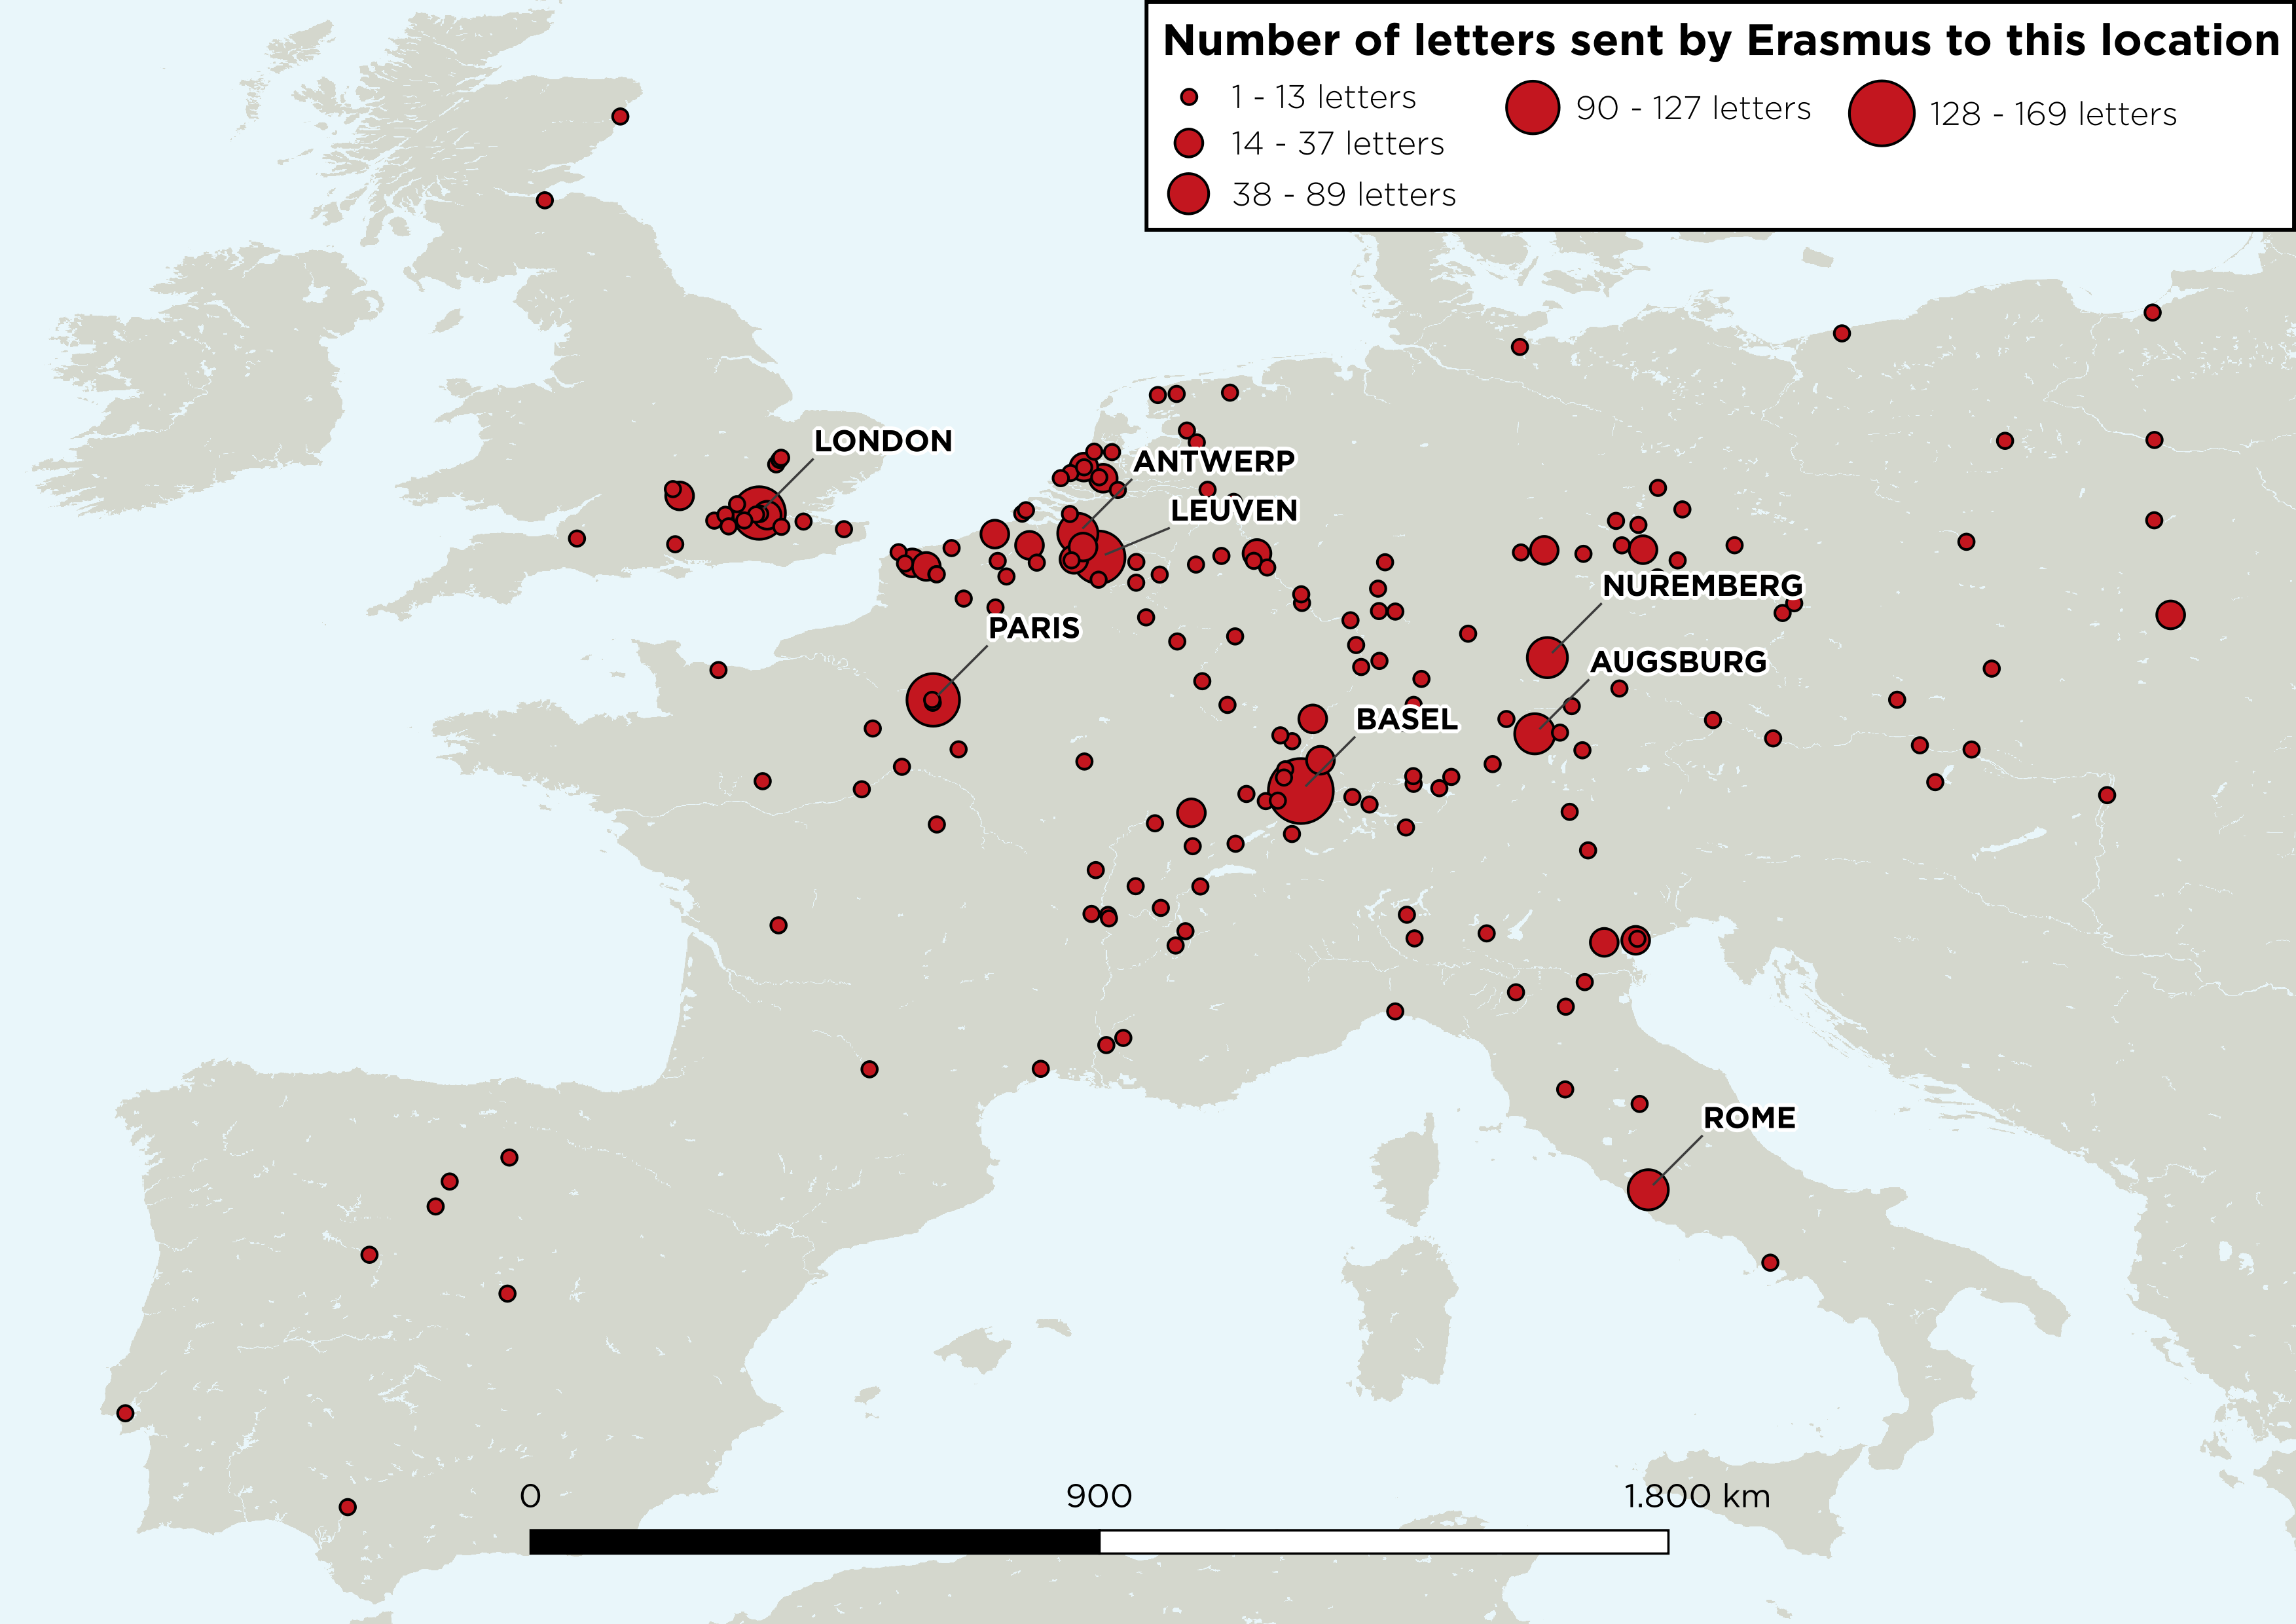 Number of letters sent by Erasmus to this location
1 - 13 letters
14 - 37 letters
38 - 89 letters
90 - 127 letters
128 - 169 letters
LONDON
ANTWERP
LEUVEN
NUREMBERG
PARIS
AUGSBURG
BASEL
ROME
0
900
1.800 km